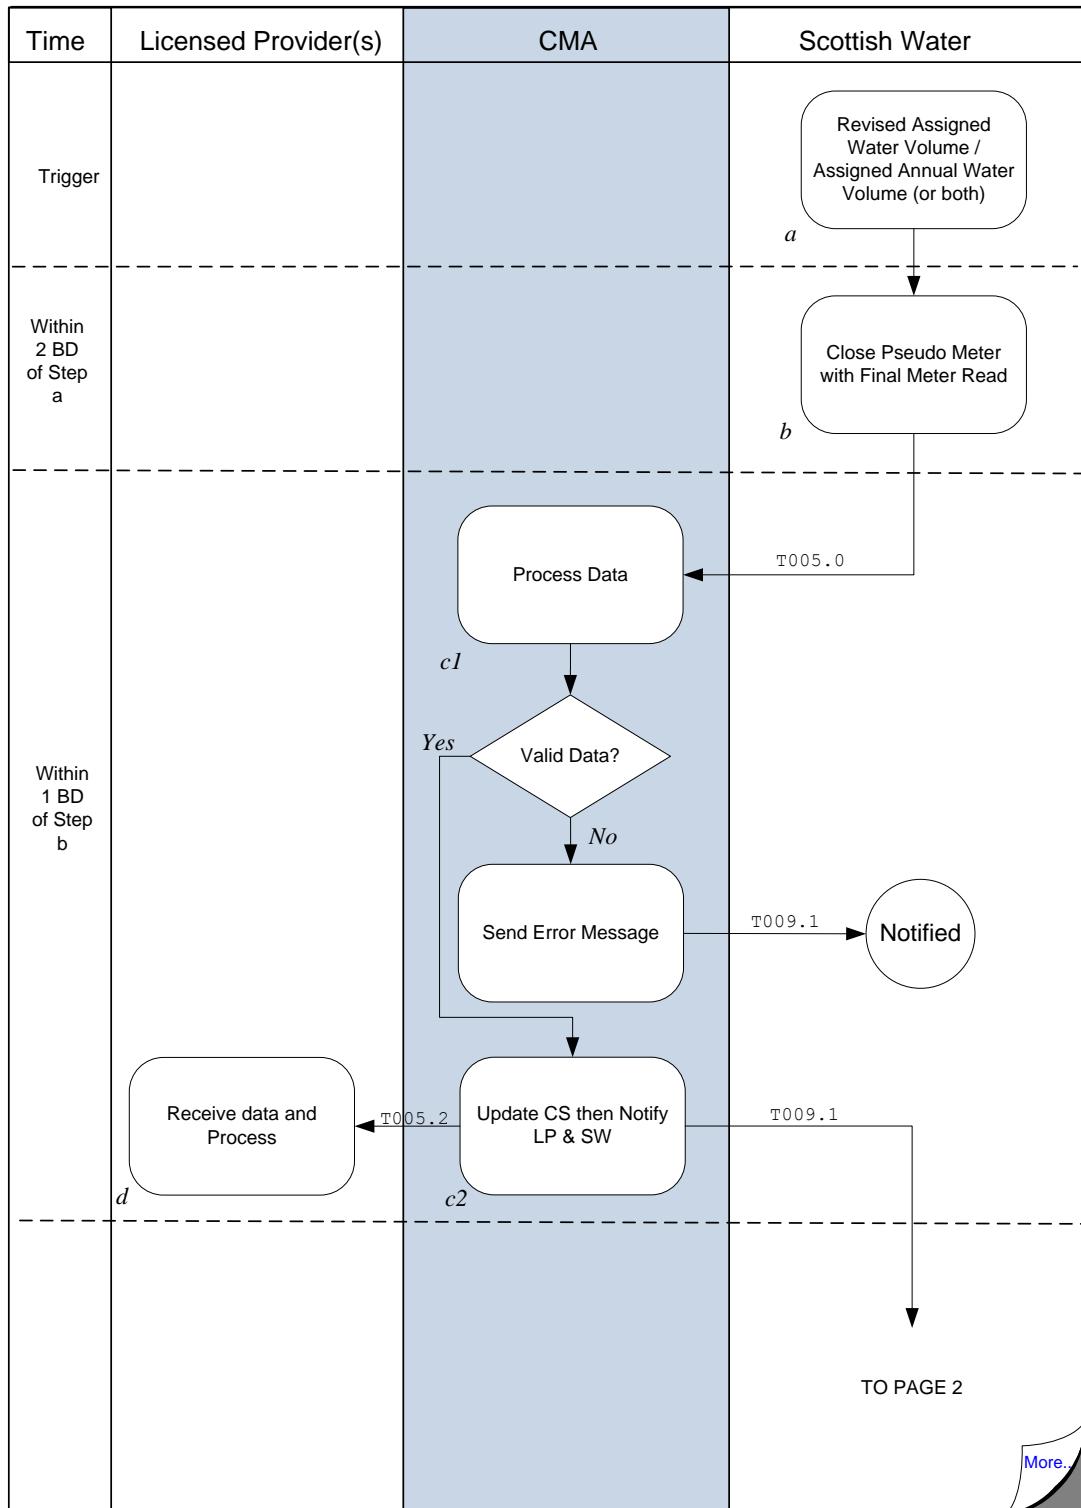 Time
Licensed Provider(s)
CMA
Scottish Water
Trigger
Revised Assigned
Water Volume /
Assigned Annual Water
Volume (or both)
a
Within
2 BD
of Step
a
Close Pseudo Meter
with Final Meter Read
b
Within
1 BD
of Step
b
T005.0
Process Data
c1
Valid Data?
Yes
No
Send Error Message
T009.1
Notified
Receive data and
Process
d
T005.2
Update CS then Notify
LP & SW
c2
T009.1
TO PAGE 2
More..